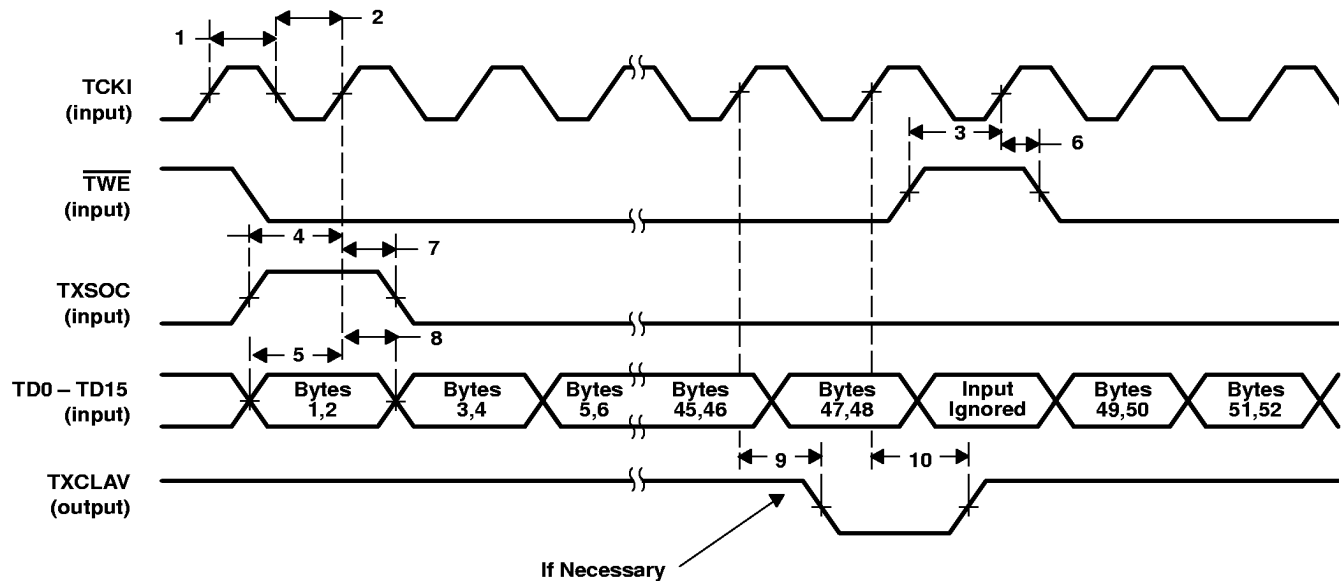 1
2
TCKI
(input)
3
6
TWE
(input)
4
7
TXSOC
(input)
8
5
TD0 – TD15
(input)
Bytes
1,2
Bytes
3,4
Bytes
5,6
Bytes
45,46
Bytes
47,48
Input
Ignored
Bytes
49,50
Bytes
51,52
9
10
TXCLAV
(output)
If Necessary